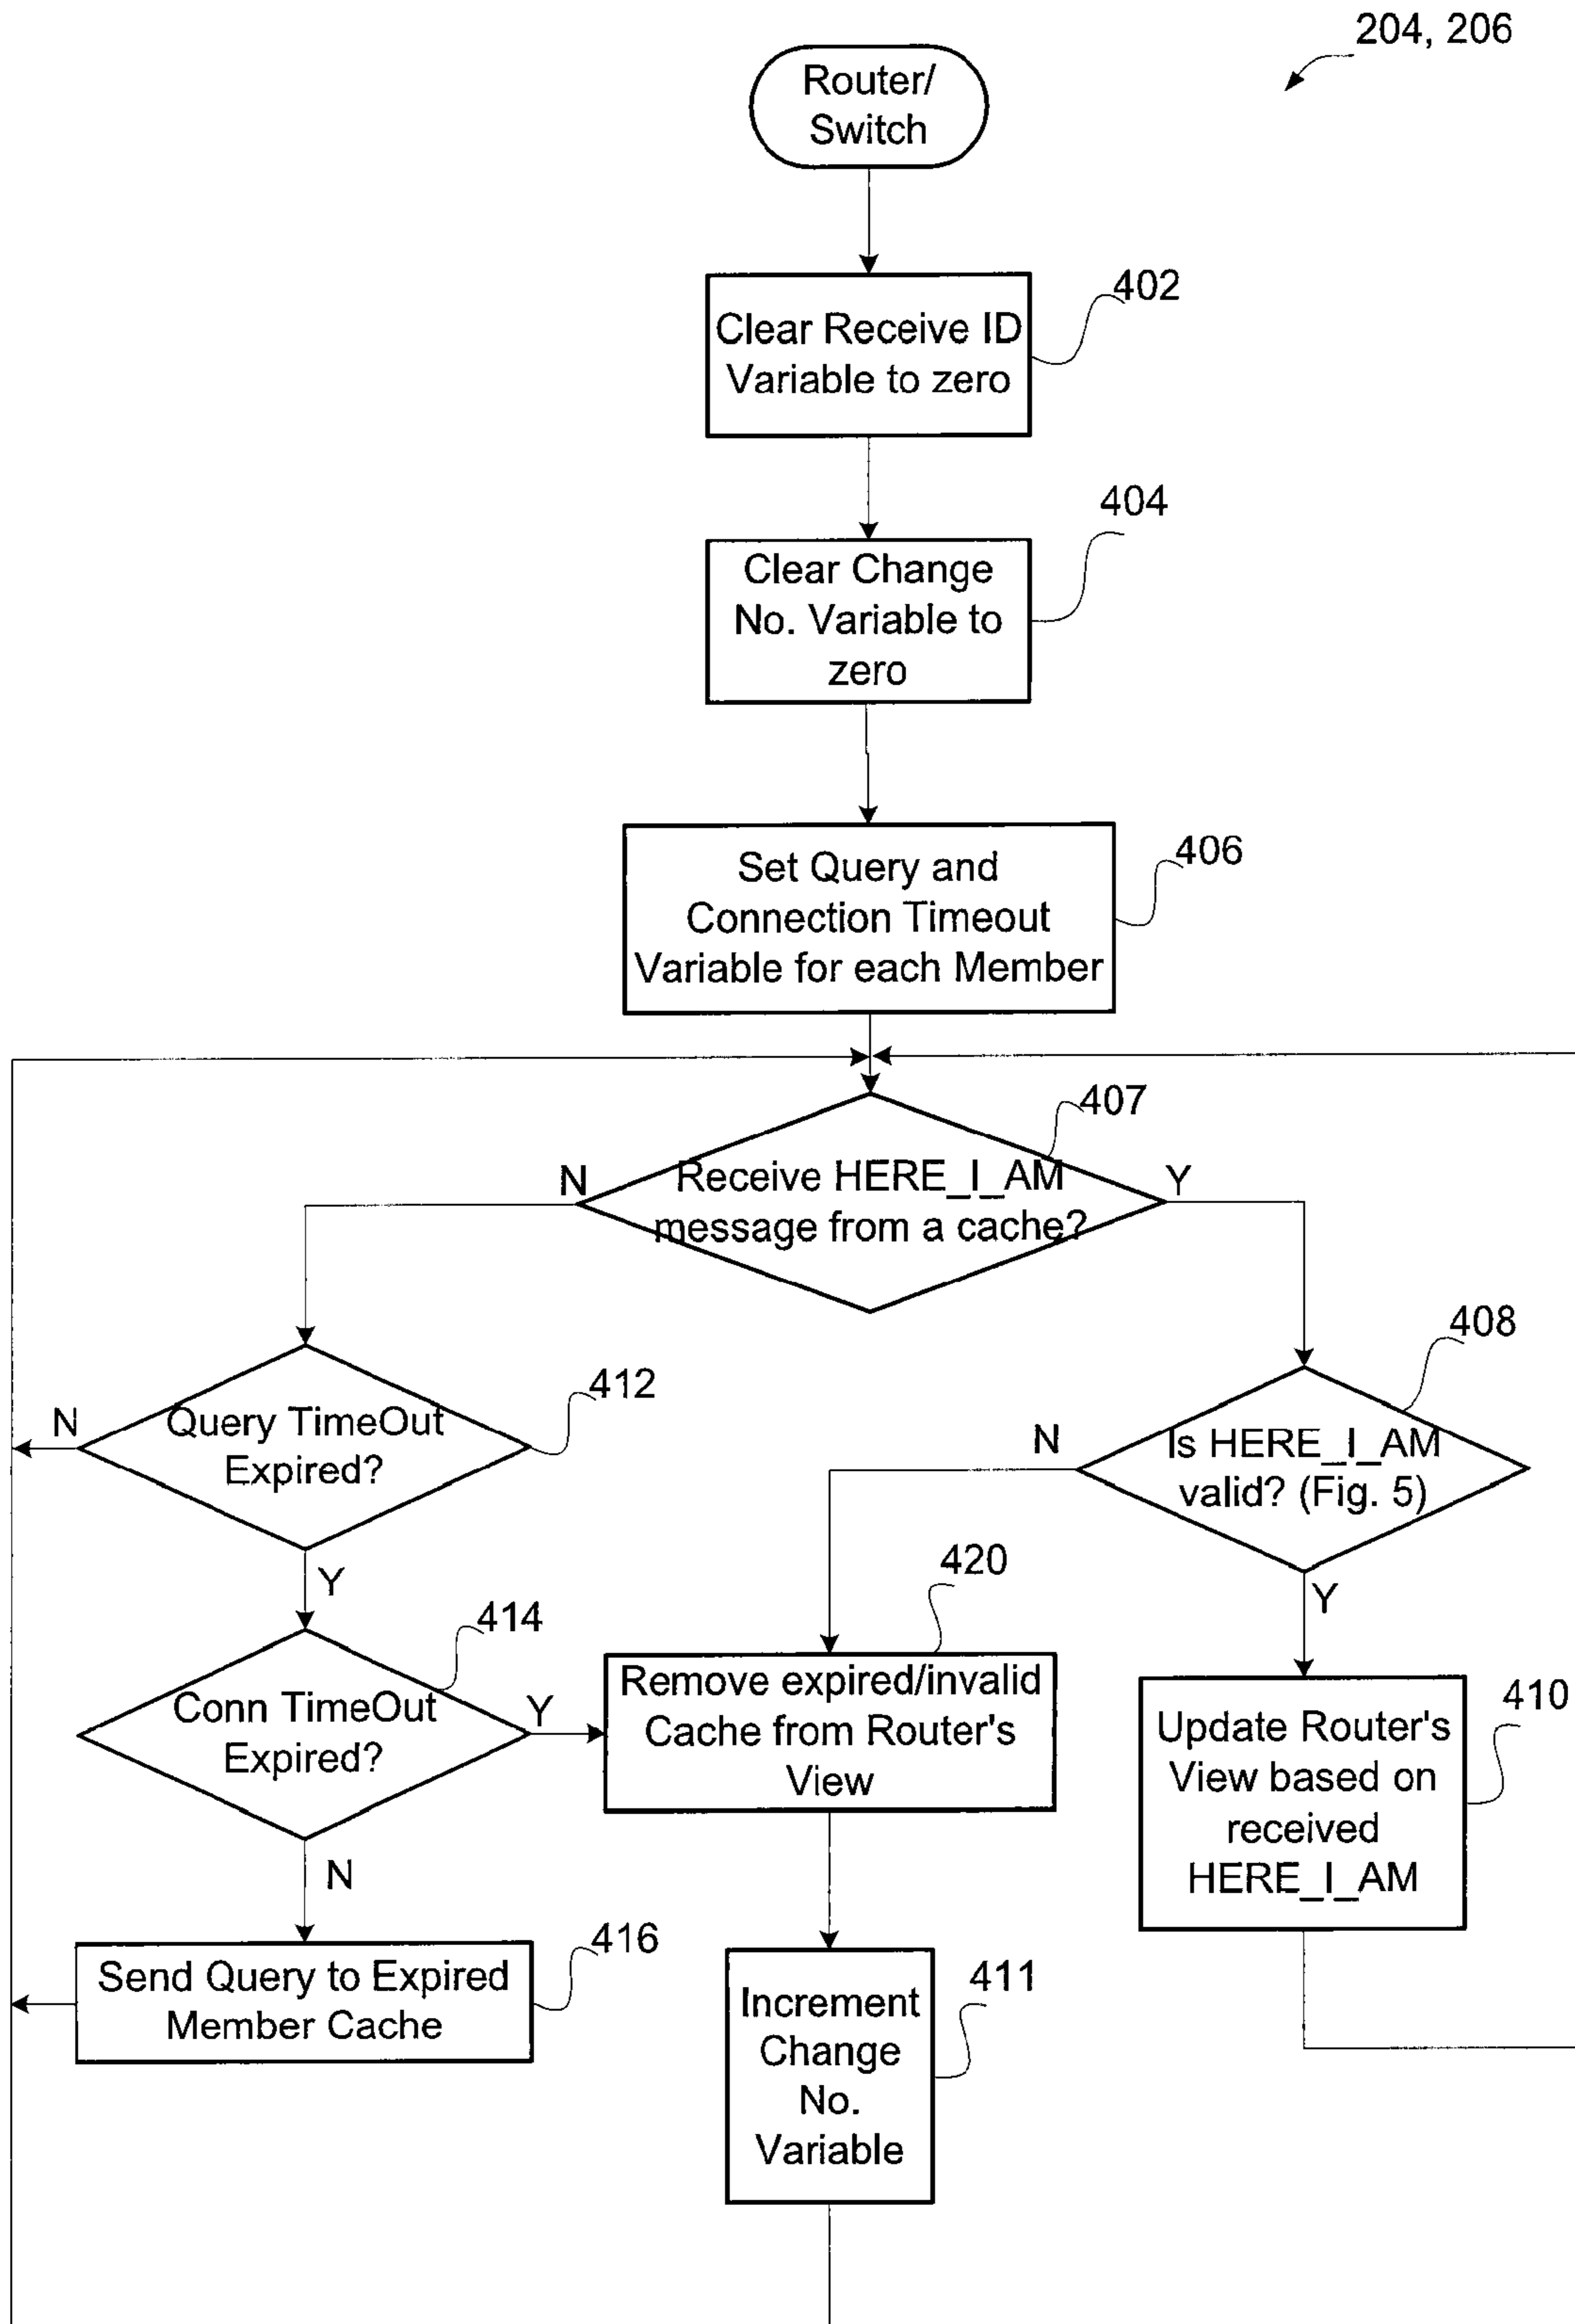 204, 206
Router/
Switch
402
Clear Receive ID
Variable to zero
404
Clear Change
No. Variable to
zero
406
Set Query and
Connection Timeout
Variable for each Member
407
N
Receive HERE_I_AM
message from a cache?
Y
408
412
N
Query TimeOut
Expired?
N
Is HERE_I_AM
valid? (Fig. 5)
Y
420
Y
414
Conn TimeOut
Expired?
Y
Remove expired/invalid
Cache from Router's
View
410
Update Router's
View based on
received
HERE_I_AM
N
416
Send Query to Expired
Member Cache
411
Increment
Change
No.
Variable